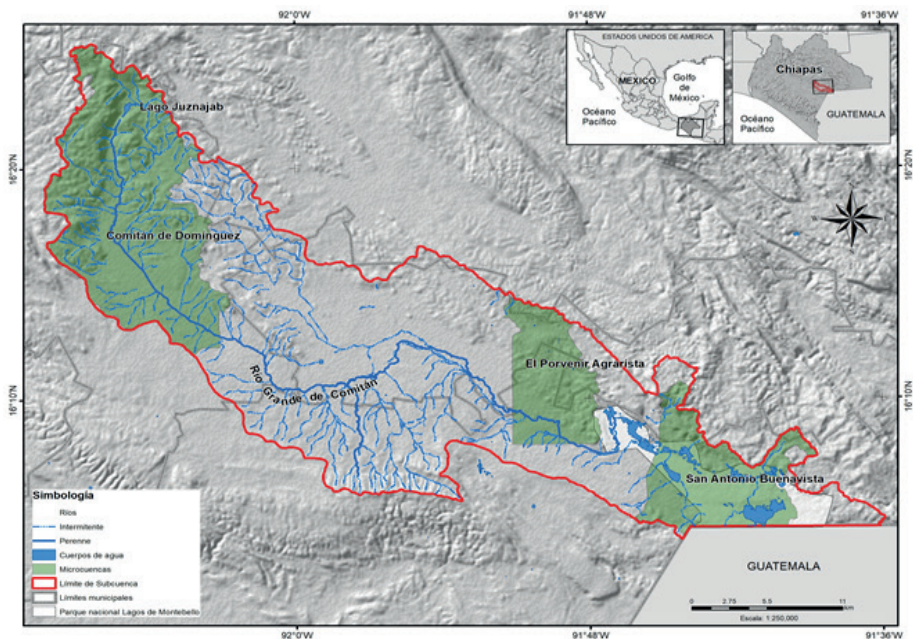 92°0'W
91°48'W
91°36'W
ESTADOS UNIDOS DE AMERICA
MEXICO
Golfo
de
México
Océano
Pacífico
Chiapas
Océano
Pacífico
GUATEMALA
16°20'N
16°20'N
Lago Juznajab
Comitán de Domínguez
El Porvenir Agrarista
Río Grande de Comitán
16°10'N
16°10'N
San Antonio Buenavista
Simbología
Ríos
Intermitente
Perenne
Cuerpos de agua
Microcuencas
Límite de Subcuenca
Límites municipales
Parque nacional Lagos de Montebello
GUATEMALA
0 2.75 5.5 11
km
Escala: 1:250,000
92°0'W
91°48'W
91°36'W